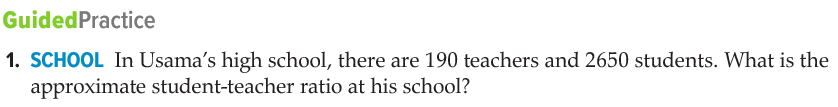 GuidedPractice
1. SCHOOL In Usama's high school, there are 190 teachers and 2650 students. What is the
approximate student-teacher ratio at his school?